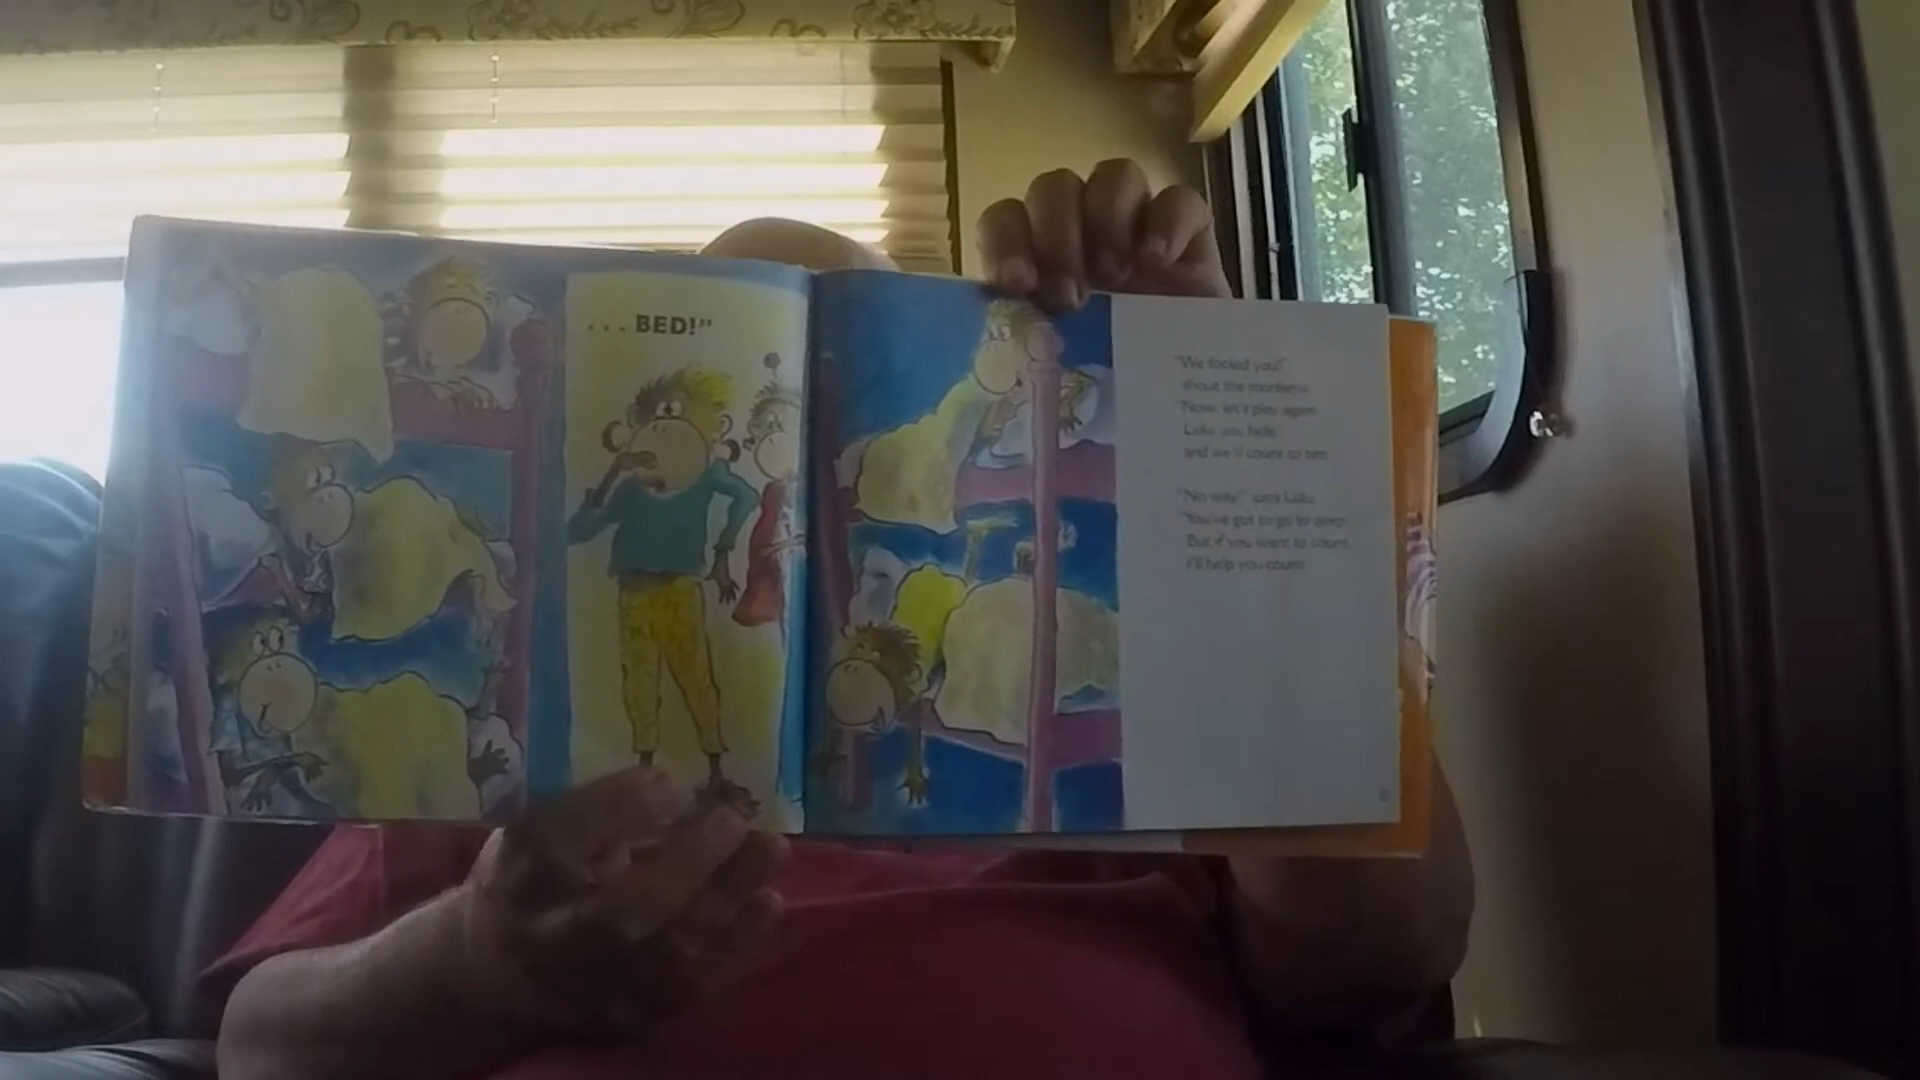 . . . BED!”
“We fooled you!”
shout the monkeys.
“Now, let’s play again.
Lulu you hide
and we’ll count to ten.
“No way!” says Lulu.
“You’ve got to go to sleep.
But if you want to count
I’ll help you count